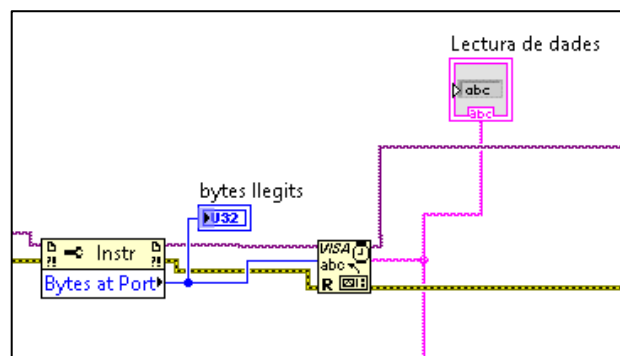 Lectura de dades
abc
abc
bytes llegits
U32
Instr
Bytes at Port
VISA
abc
R